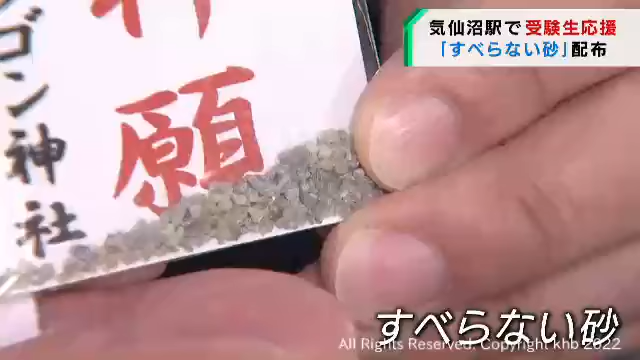 気仙沼駅で受験生応援
「すべらない砂」配布
祈
願
ゴン神社
すべらない砂
All Rights Reserved. Copyright khb 2022